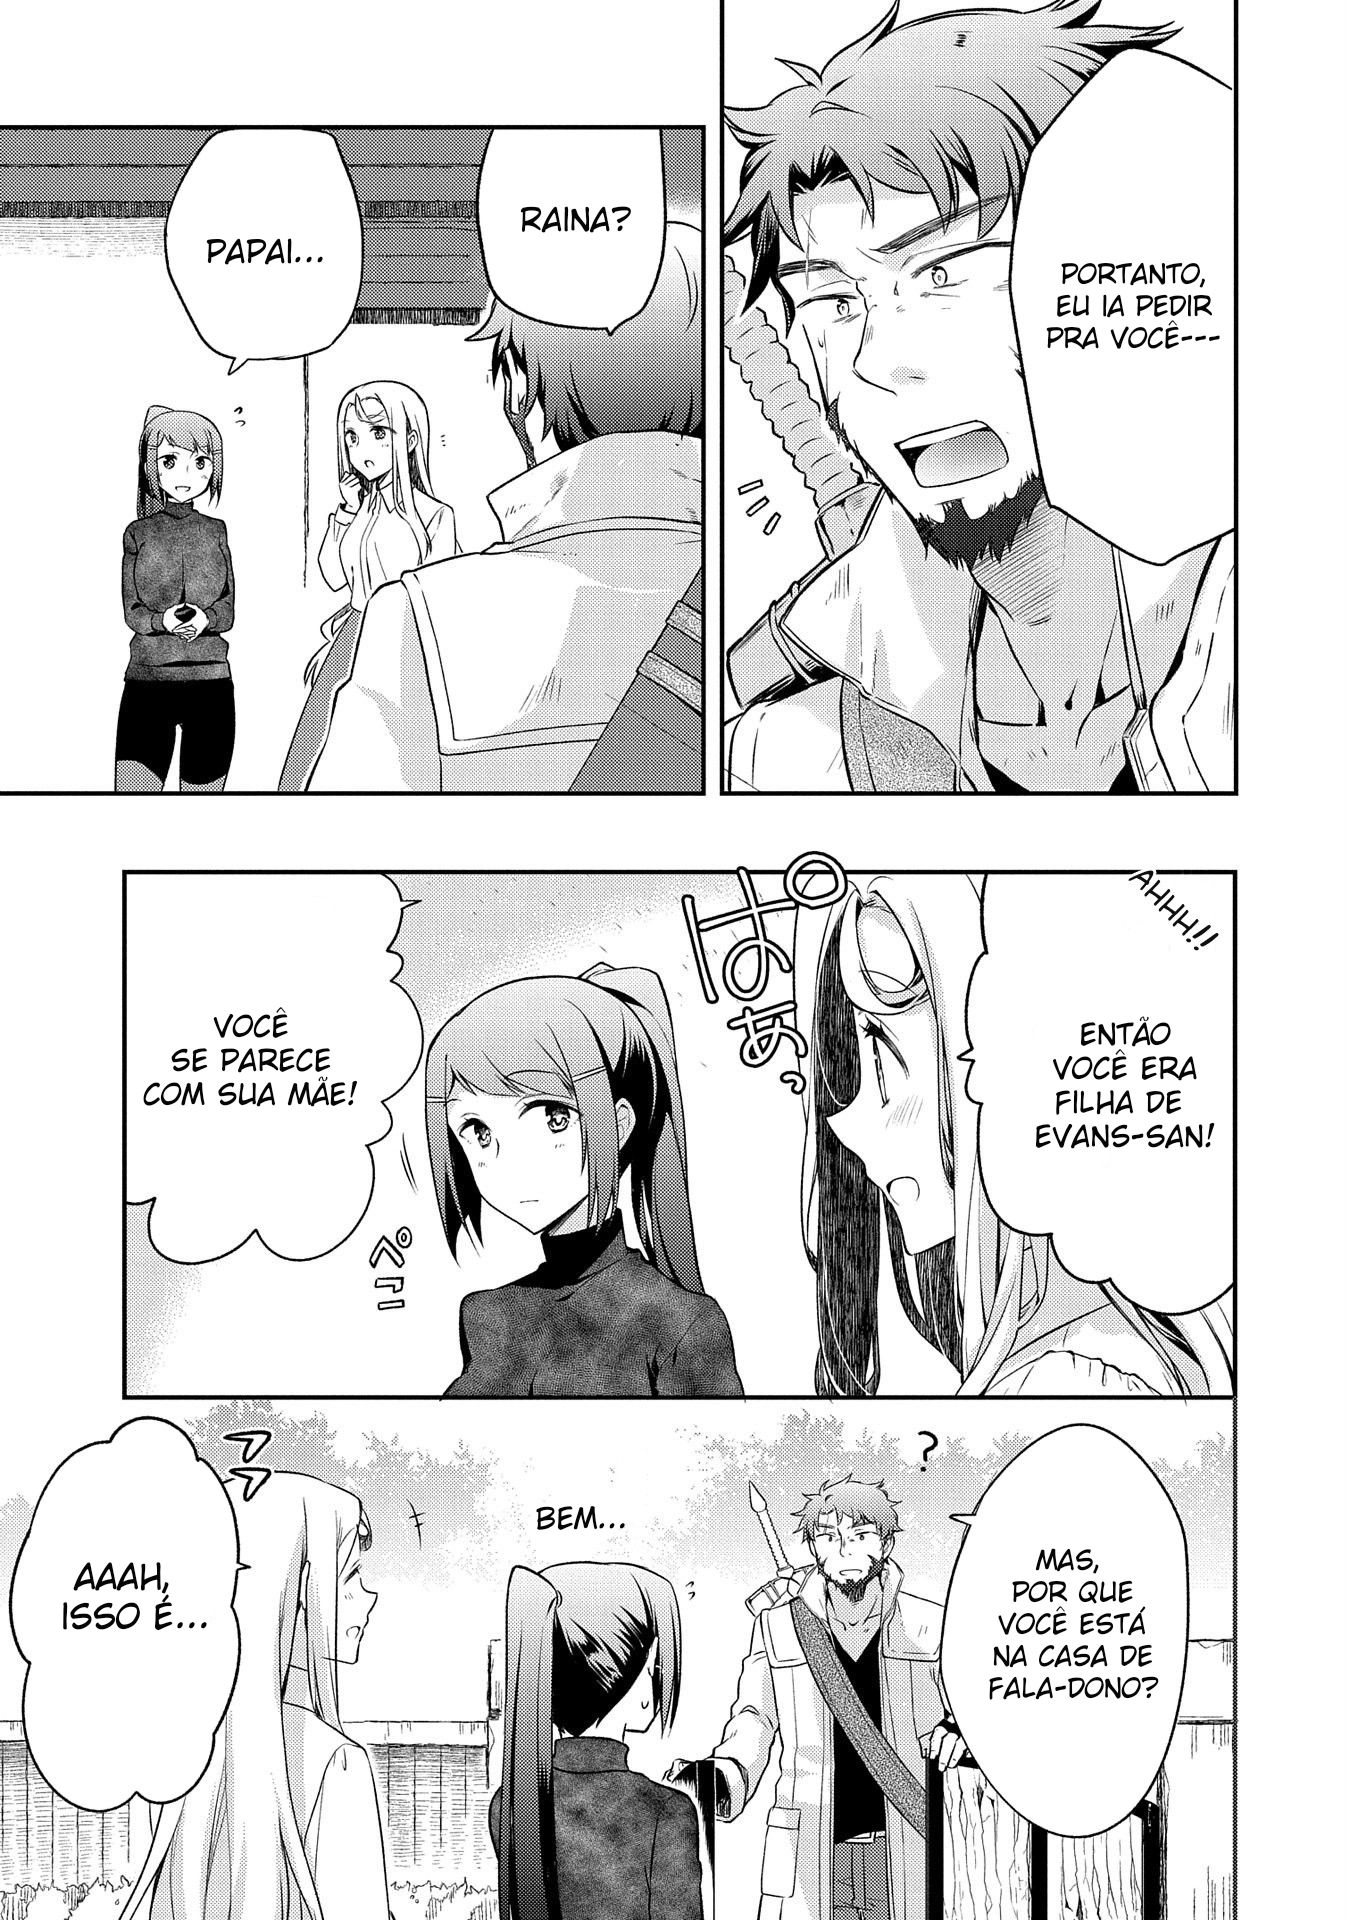 PORTANTO,
EU IA PEDIR
PRA VOCÊ---
RAINA?
PAPAI...
AHHH!!
ENTÃO
VOCÊ ERA
FILHA DE
EVANS-SAN!
ぱぁっ
VOCÊ
SE PARECE
COM SUA MÃE!
ペこ
?
MAS,
POR QUE
VOCÊ ESTÁ
NA CASA DE
FALA-DONO?
BEM...
AAAH,
ISSO É...